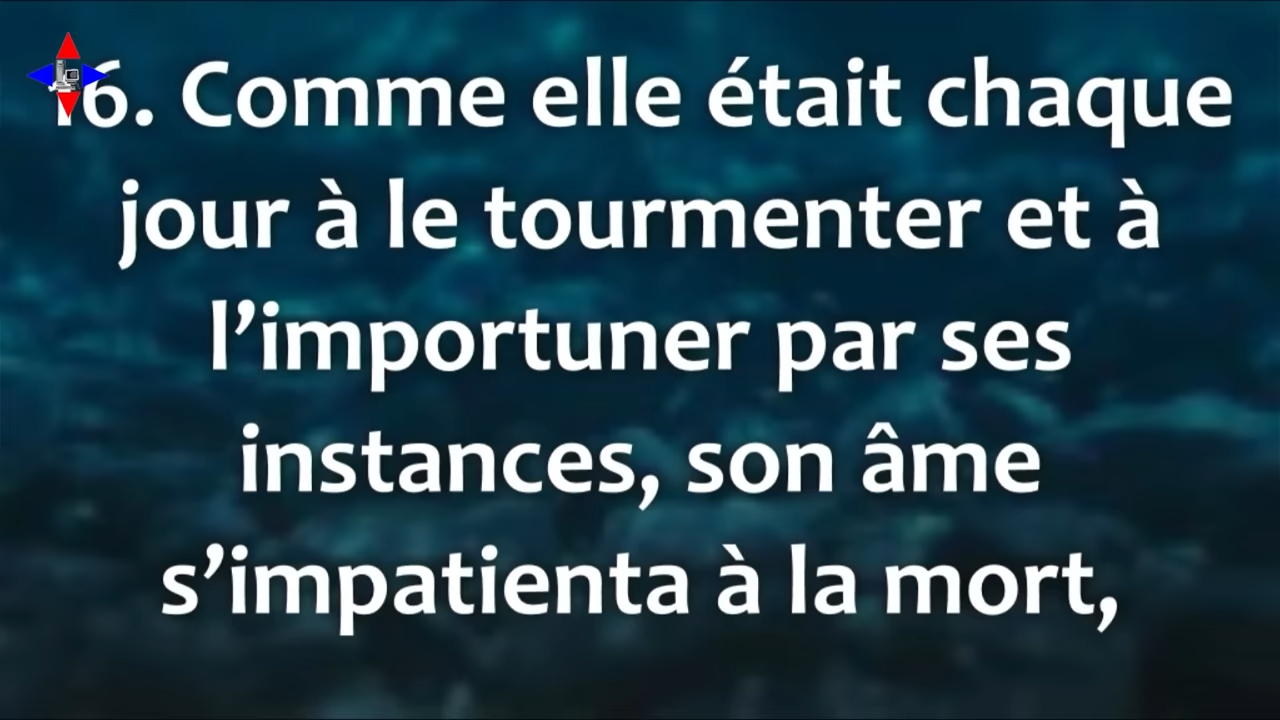 16. Comme elle était chaque
jour à le tourmenter et à
l’importuner par ses
instances, son âme
s’impatienta à la mort,